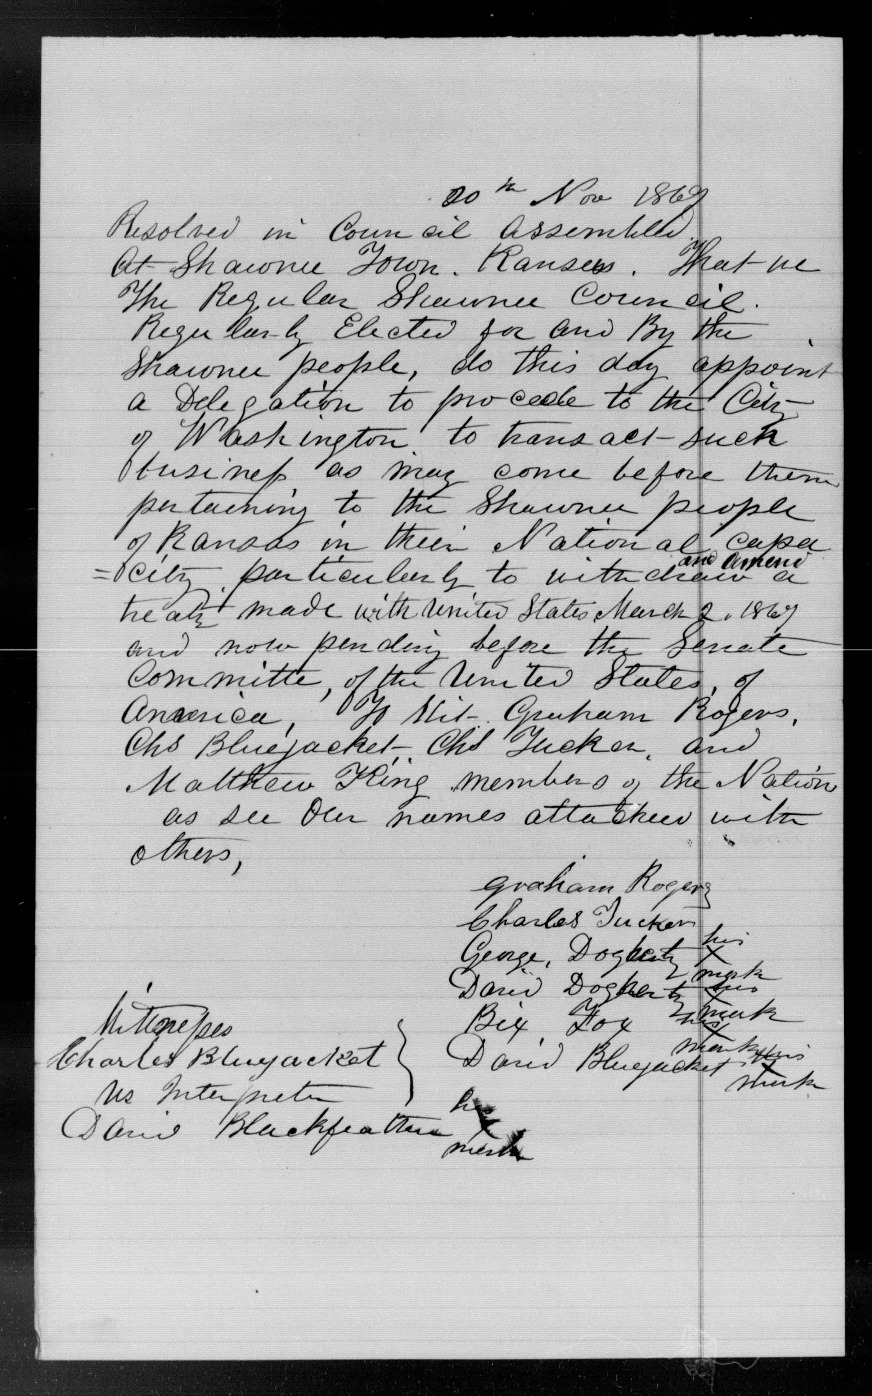 20th Nov 1867
Resolved in Council Assembled
At Shawnee Town. Kansas. That we
The Regular Shawnee Council.
Regularly Elected for and By the
Shawnee people, do this day appoint
a Delegation to procede to the City
of Washington to transact such
business as may come before them
pertaining to the Shawnee people
of Kansas in their National capa
and amend
=city, particularly to withdraw a
treaty made with United States March 2. 1867
and now pending before the Senate
Committe, of the United States, of
America, To Wit. Graham Rogers,
Chs Bluejacket, Chs Tucker, and
Matthew King members of the Nation
as see Our names attached with
others,
Graham Rogers
Charles Tucker
George, Dogherty his x mark
David Dogherty his x mark
Bix Fox his x mark
David Bluejacket his x mark
Witnesses
Charles Bluejacket
US Interpreter
David Blackfeather his x mark